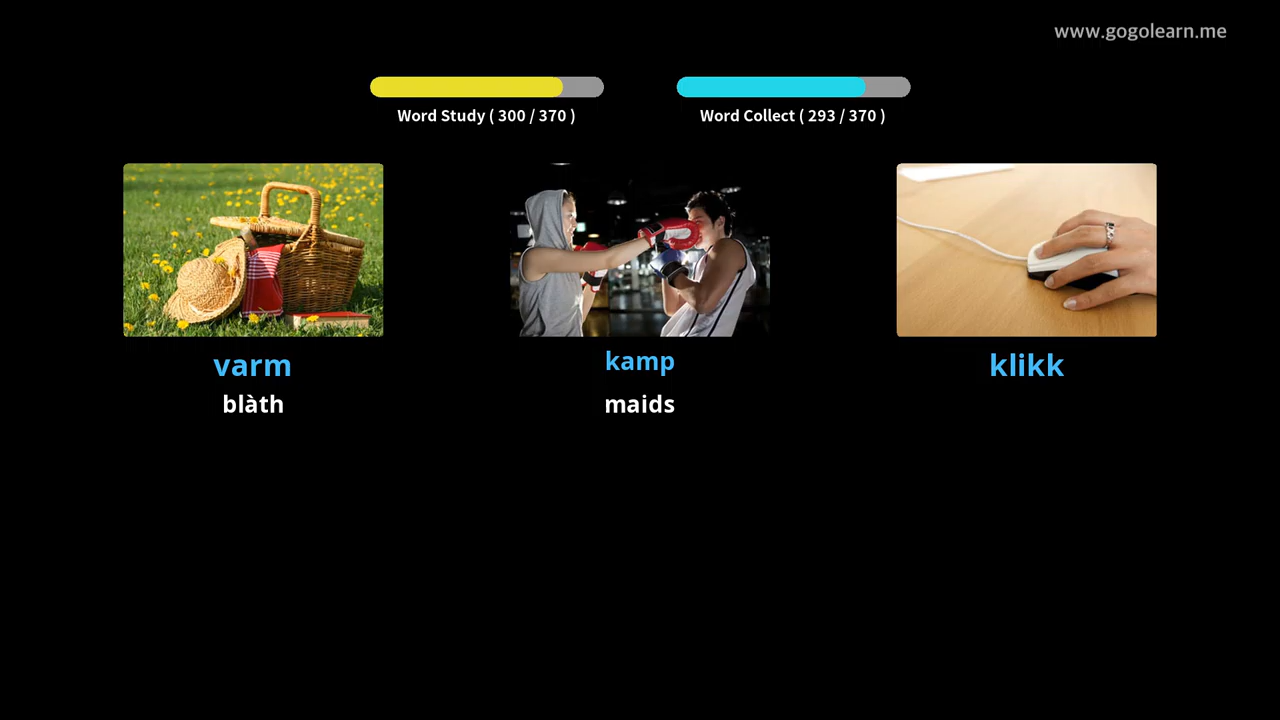 www.gogolearn.me
Word Study ( 300 / 370 )
Word Collect ( 293 / 370 )
varm
kamp
klikk
blàth
maids